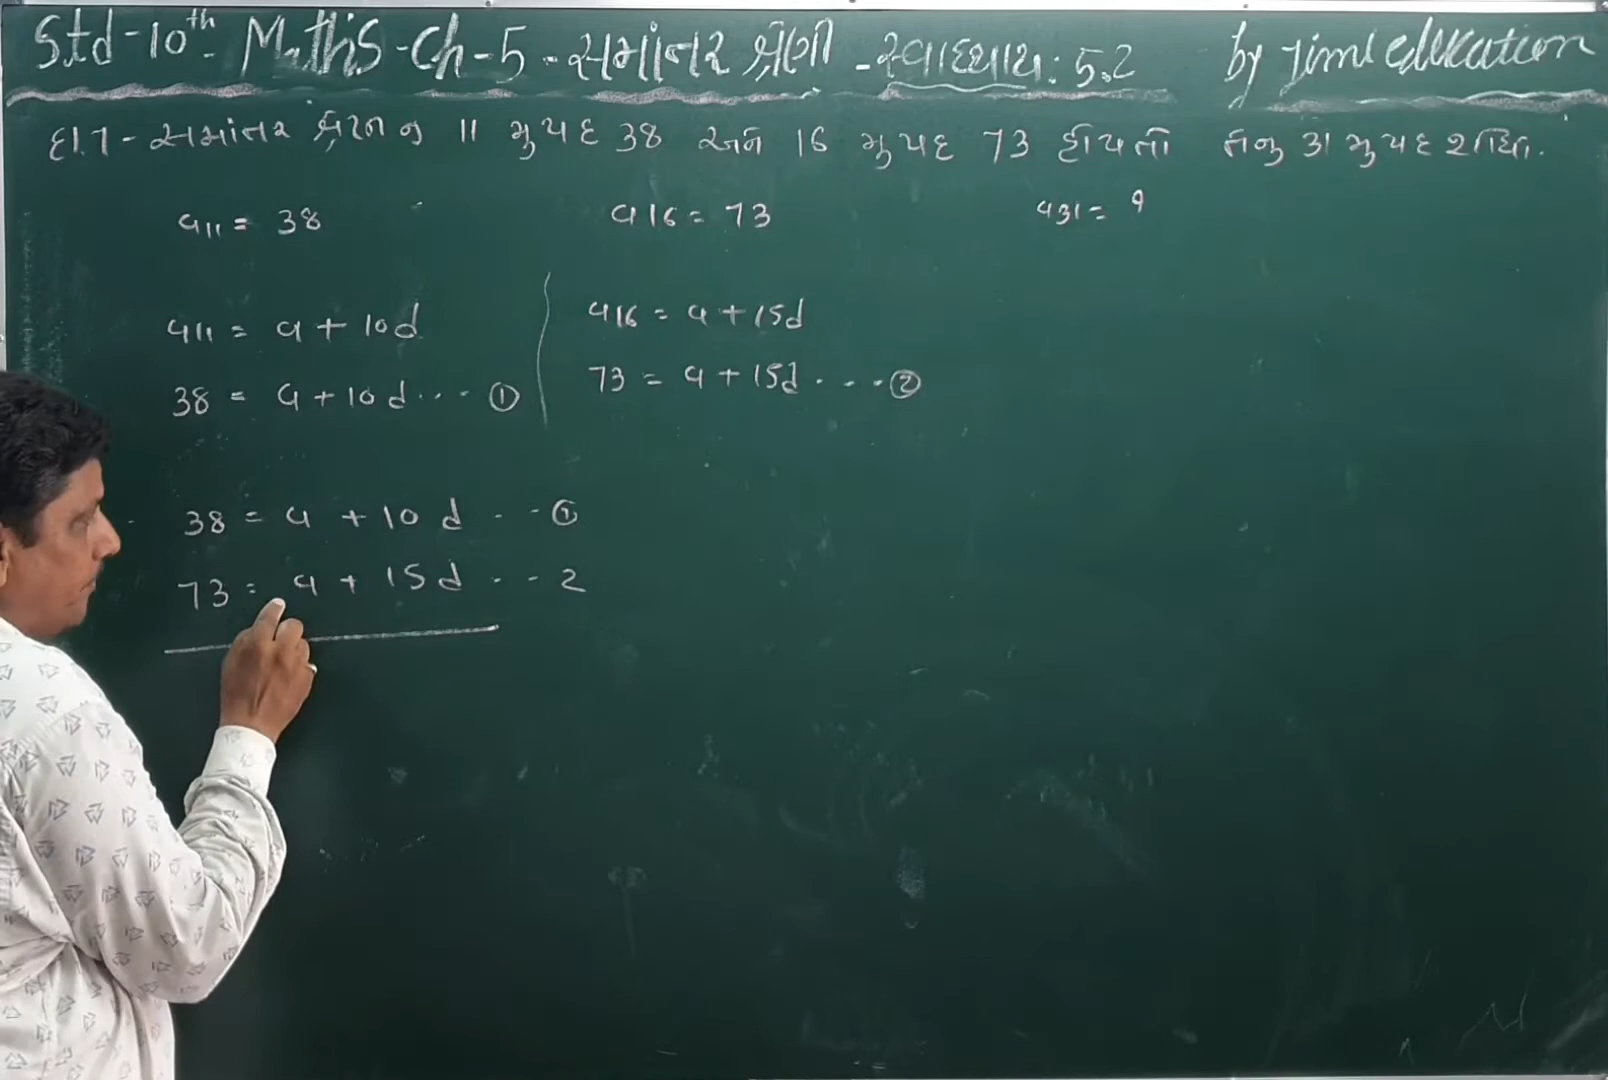 Std-10th- Maths-Ch-5-સમાંતર શ્રેણી -સ્વાધ્યાય: 5.2 by Jimi education
દા.7- સમાંતર શ્રેણીનું 11 મું પદ 38 અને 16 મું પદ 73 હોય તો તેનું 31 મું પદ શોધો.
a11 = 38 a16 = 73 a31 = ?
a11 = a + 10d
a16 = a + 15d
38 = a + 10d ... ①
73 = a + 15d ... ②
38 = a + 10 d - - ①
73 = a + 15d - - 2